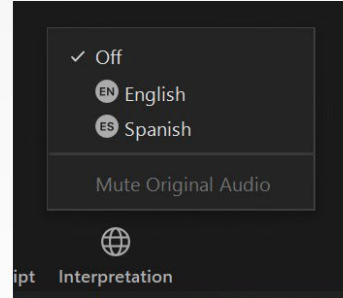 Off
EN English
ES Spanish
Mute Original Audio
ipt Interpretation